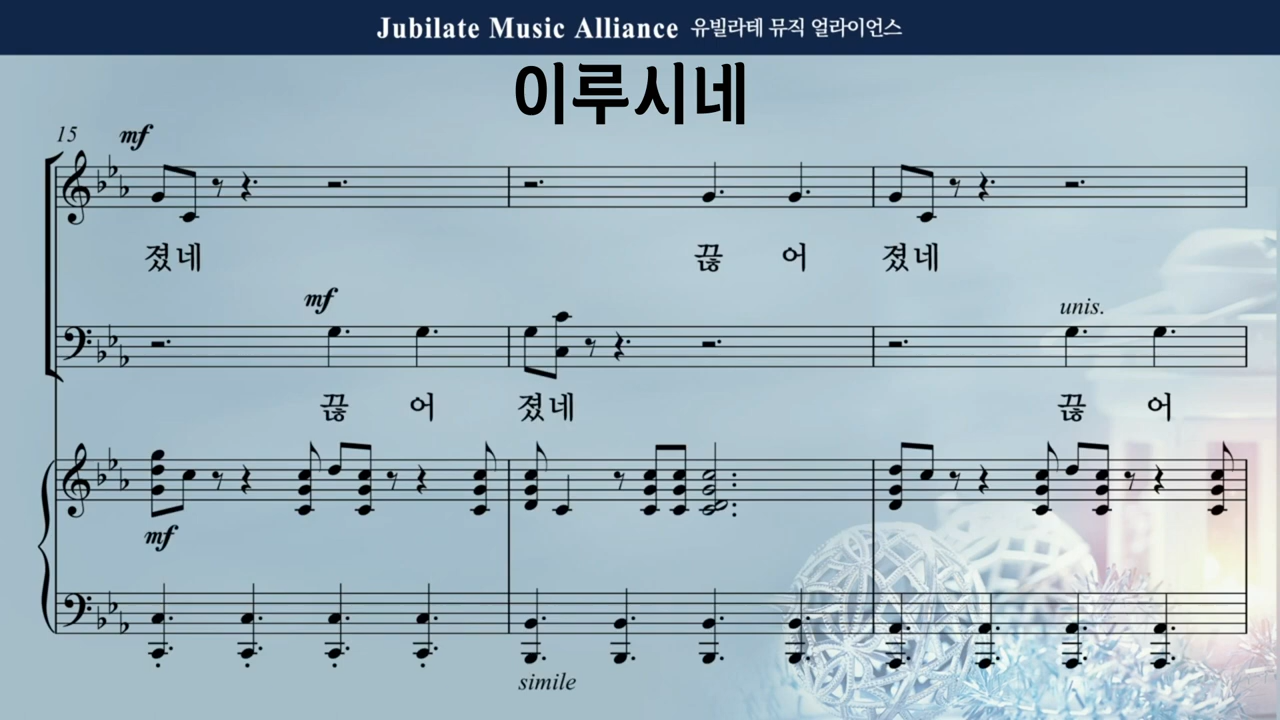 Jubilate Music Alliance 유빌라테 뮤직 얼라이언스
이루시네
15 mf
졌네 끊 어 졌네
mf unis.
끊 어 졌네 끊 어
mf
simile